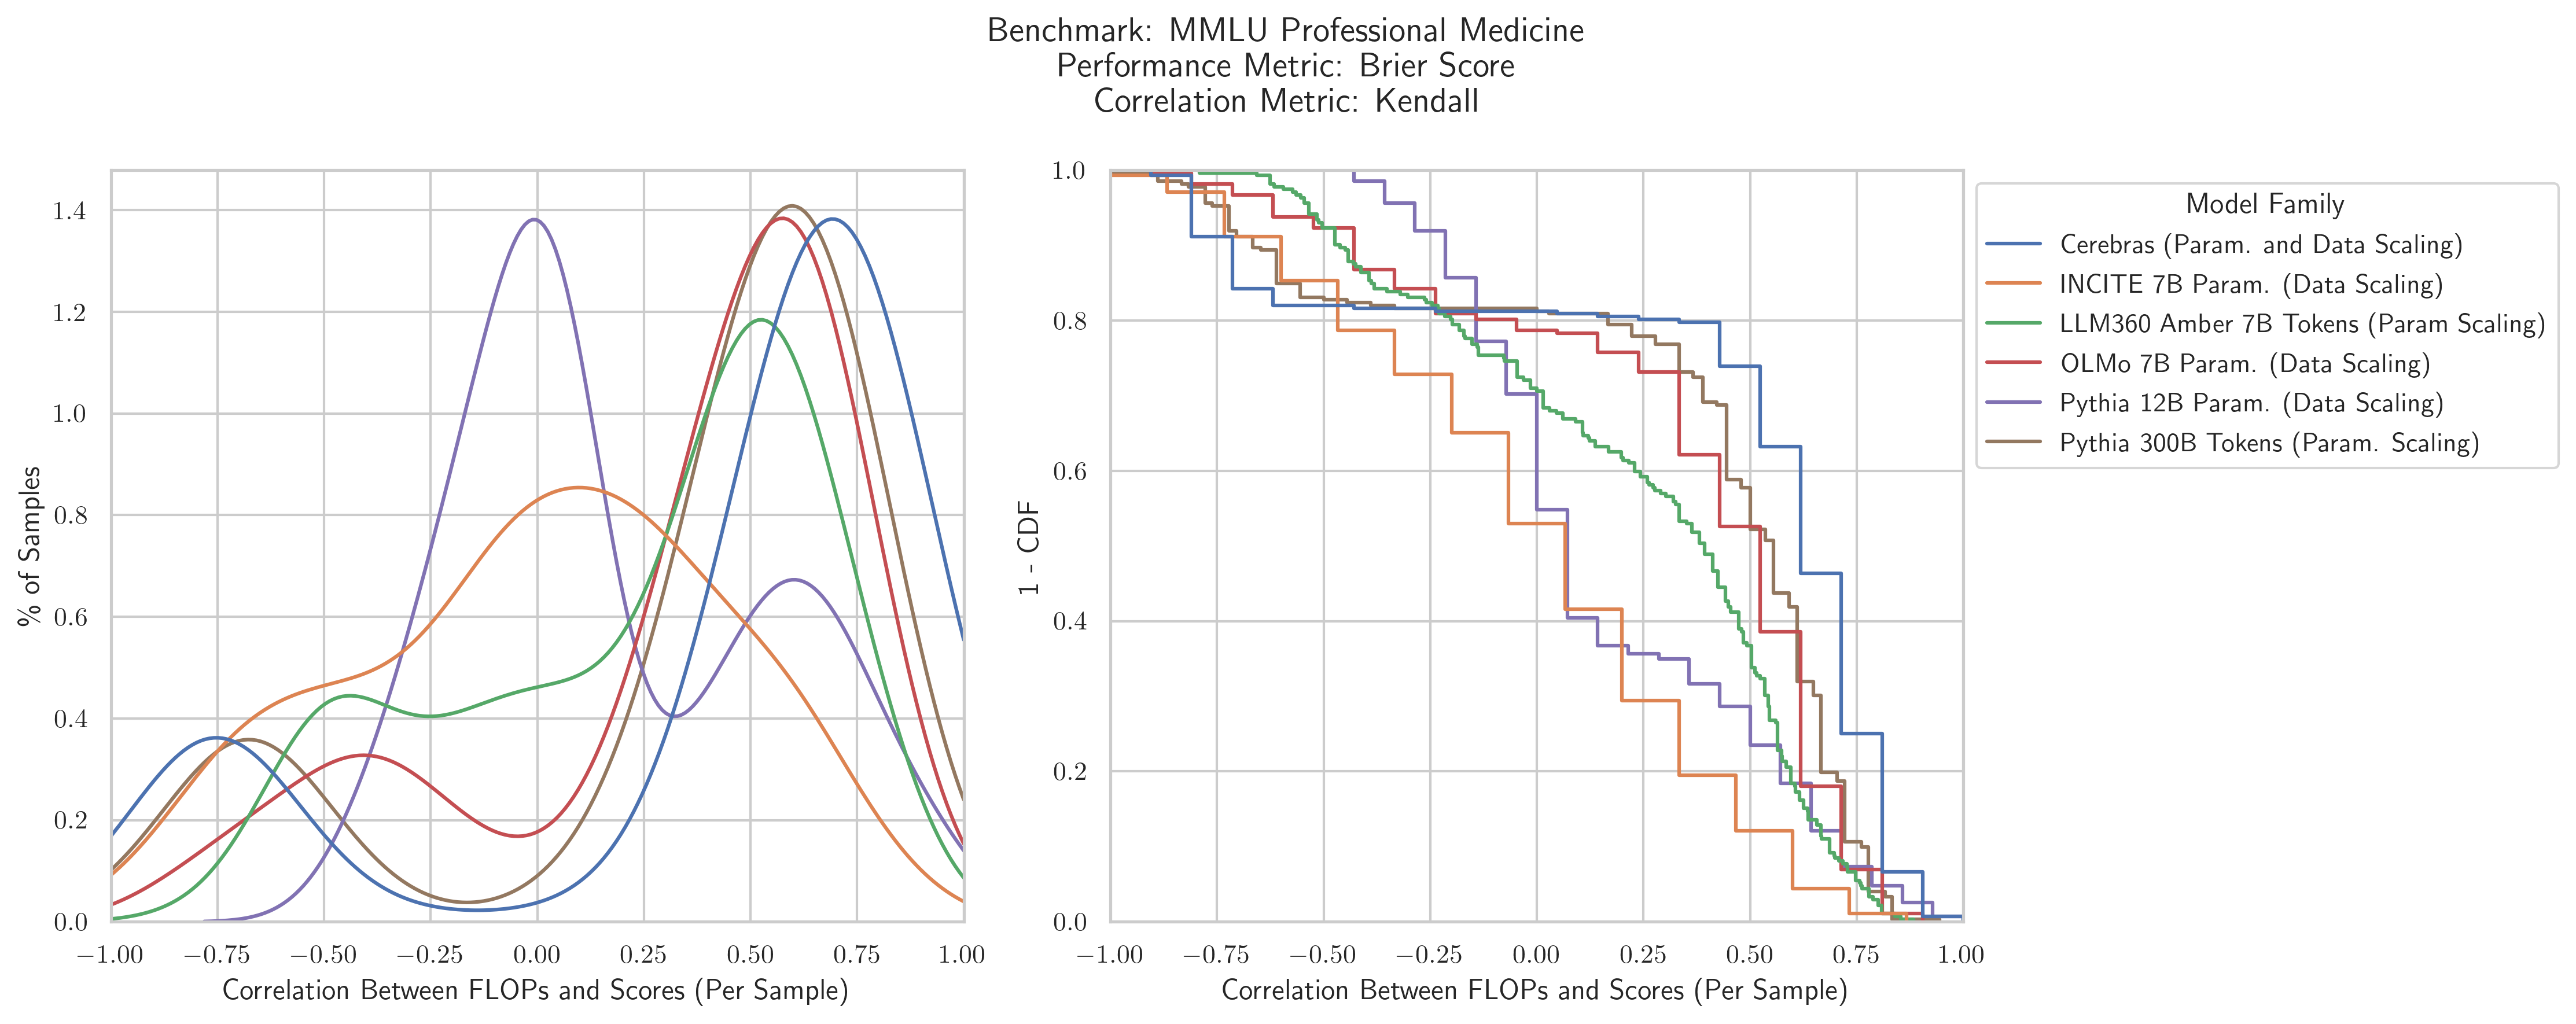 Benchmark: MMLU Professional Medicine
Performance Metric: Brier Score
Correlation Metric: Kendall
% of Samples
1.4
1.2
1.0
0.8
0.6
0.4
0.2
0.0
−1.00 −0.75 −0.50 −0.25 0.00 0.25 0.50 0.75 1.00
Correlation Between FLOPs and Scores (Per Sample)
1 - CDF
1.0
0.8
0.6
0.4
0.2
0.0
−1.00 −0.75 −0.50 −0.25 0.00 0.25 0.50 0.75 1.00
Correlation Between FLOPs and Scores (Per Sample)
Model Family
Cerebras (Param. and Data Scaling)
INCITE 7B Param. (Data Scaling)
LLM360 Amber 7B Tokens (Param Scaling)
OLMo 7B Param. (Data Scaling)
Pythia 12B Param. (Data Scaling)
Pythia 300B Tokens (Param. Scaling)